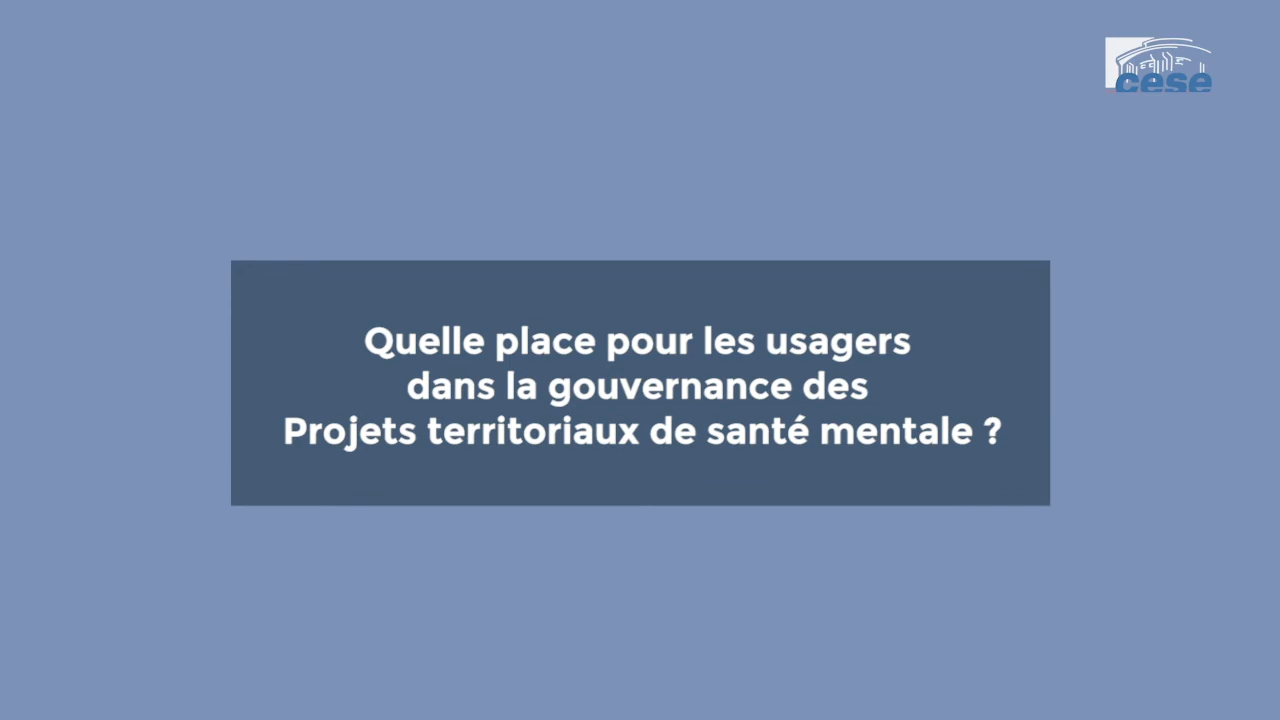 cese
Quelle place pour les usagers
dans la gouvernance des
Projets territoriaux de santé mentale ?